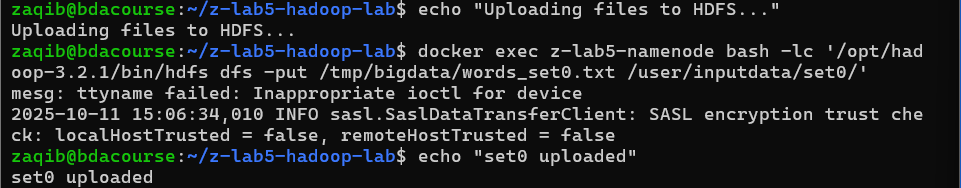 zaqib@bdacourse:~/z-lab5-hadoop-lab$ echo "Uploading files to HDFS..."
Uploading files to HDFS...
zaqib@bdacourse:~/z-lab5-hadoop-lab$ docker exec z-lab5-namenode bash -lc '/opt/had
oop-3.2.1/bin/hdfs dfs -put /tmp/bigdata/words_set0.txt /user/inputdata/set0/'
mesg: ttyname failed: Inappropriate ioctl for device
2025-10-11 15:06:34,010 INFO sasl.SaslDataTransferClient: SASL encryption trust che
ck: localHostTrusted = false, remoteHostTrusted = false
zaqib@bdacourse:~/z-lab5-hadoop-lab$ echo "set0 uploaded"
set0 uploaded